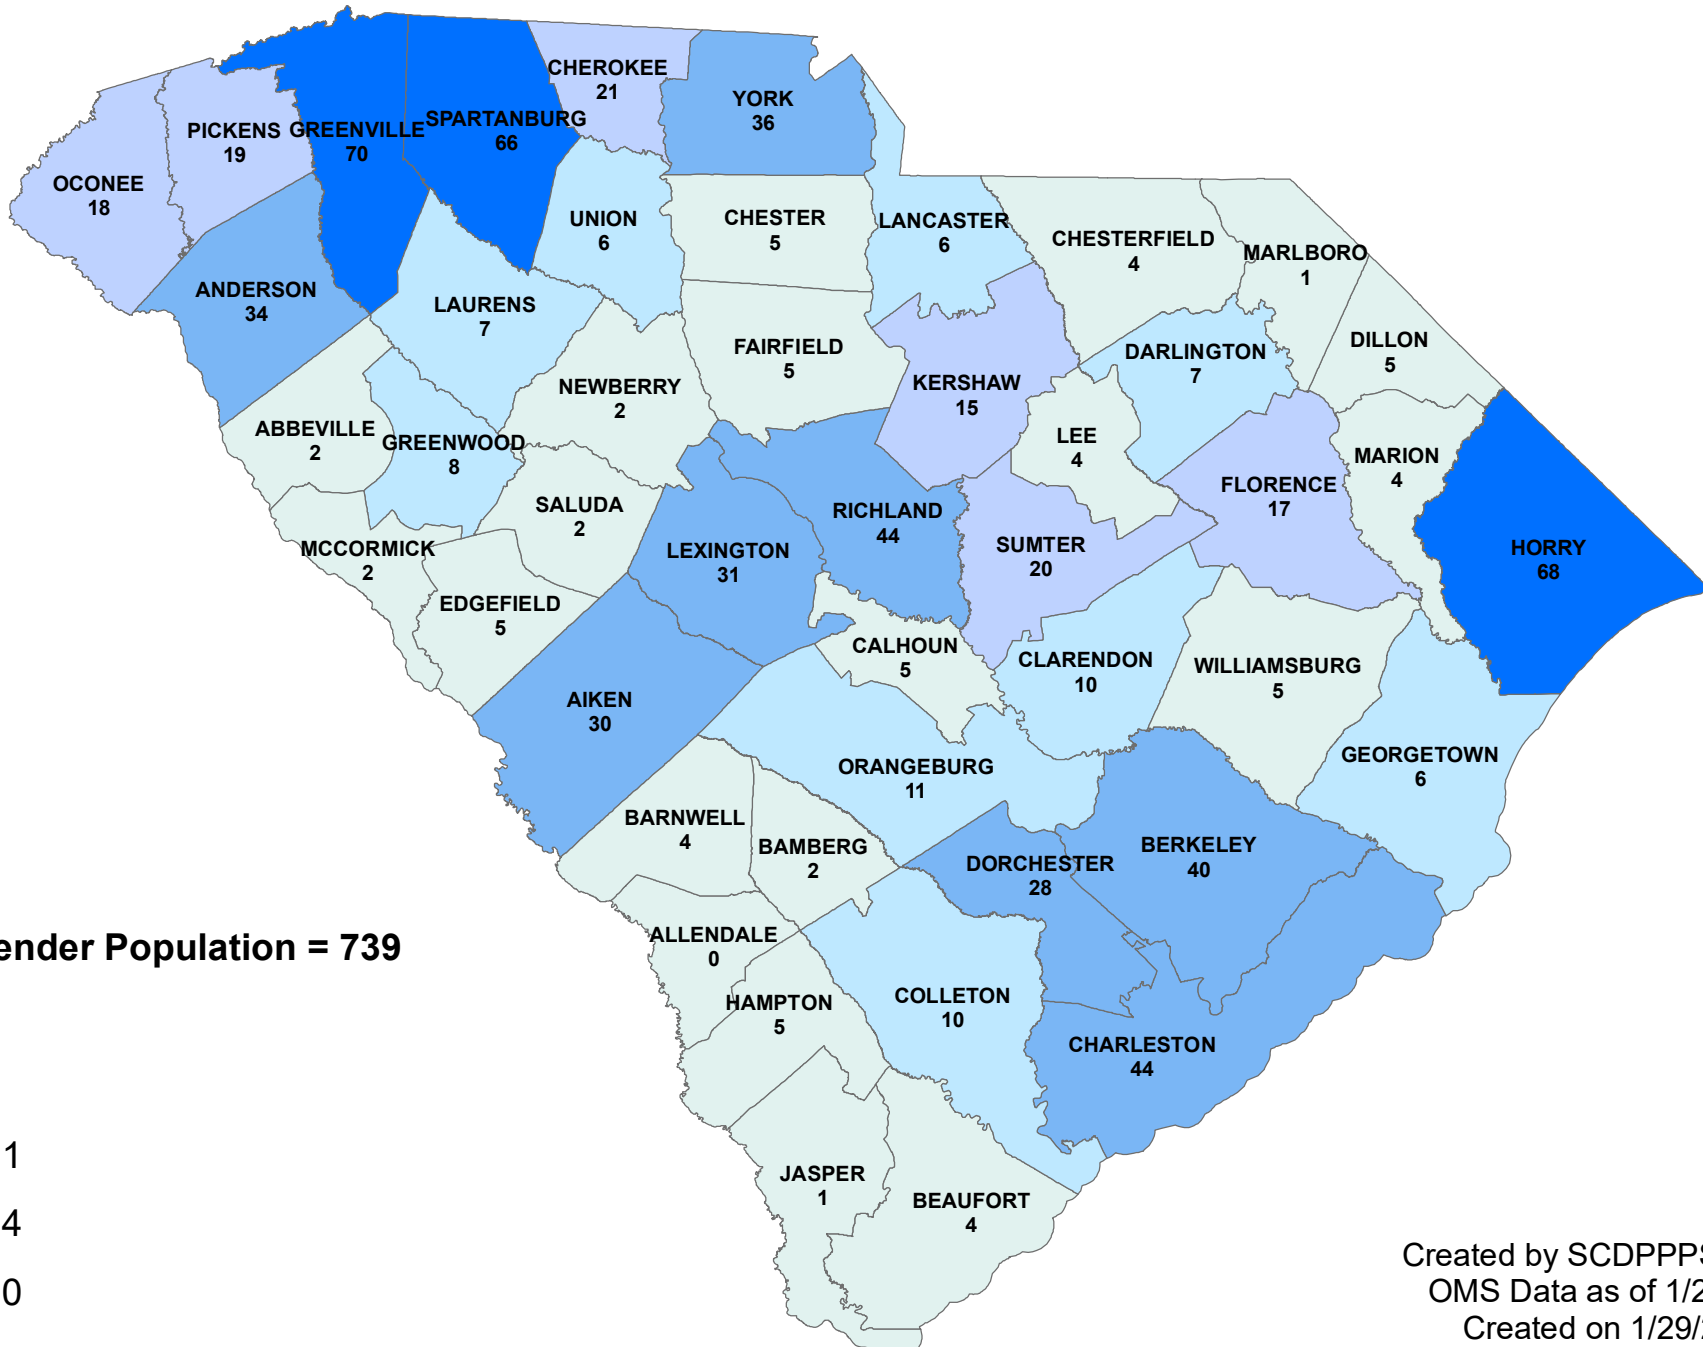 CHEROKEE
21
YORK
36
SPARTANBURG
66
PICKENS
19
GREENVILLE
70
OCONEE
18
UNION
6
CHESTER
5
LANCASTER
6
CHESTERFIELD
4
MARLBORO
1
ANDERSON
34
LAURENS
7
FAIRFIELD
5
DARLINGTON
7
DILLON
5
NEWBERRY
2
KERSHAW
15
ABBEVILLE
2
GREENWOOD
8
LEE
4
MARION
4
SALUDA
2
RICHLAND
44
FLORENCE
17
MCCORMICK
2
LEXINGTON
31
SUMTER
20
HORRY
68
EDGEFIELD
5
CALHOUN
5
CLARENDON
10
WILLIAMSBURG
5
AIKEN
30
ORANGEBURG
11
GEORGETOWN
6
BARNWELL
4
BAMBERG
2
DORCHESTER
28
BERKELEY
40
ALLENDALE
0
ender Population = 739
HAMPTON
5
COLLETON
10
CHARLESTON
44
JASPER
1
BEAUFORT
4
1
4
0
Created by SCDPPPS
OMS Data as of 1/2
Created on 1/29/